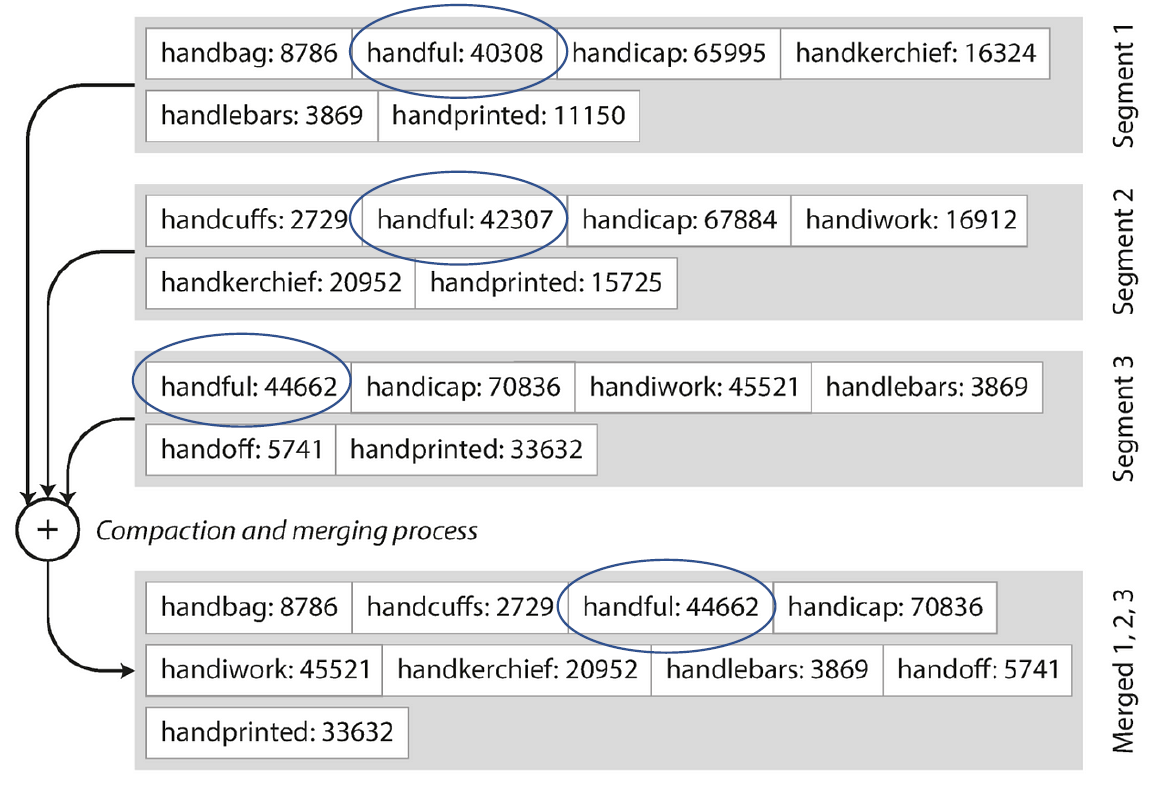 handbag: 8786 handful: 40308 handicap: 65995 handkerchief: 16324
handlebars: 3869 handprinted: 11150
Segment 1
handcuffs: 2729 handful: 42307 handicap: 67884 handiwork: 16912
handkerchief: 20952 handprinted: 15725
Segment 2
handful: 44662 handicap: 70836 handiwork: 45521 handlebars: 3869
handoff: 5741 handprinted: 33632
Segment 3
+ Compaction and merging process
handbag: 8786 handcuffs: 2729 handful: 44662 handicap: 70836
handiwork: 45521 handkerchief: 20952 handlebars: 3869 handoff: 5741
handprinted: 33632
Merged 1, 2, 3